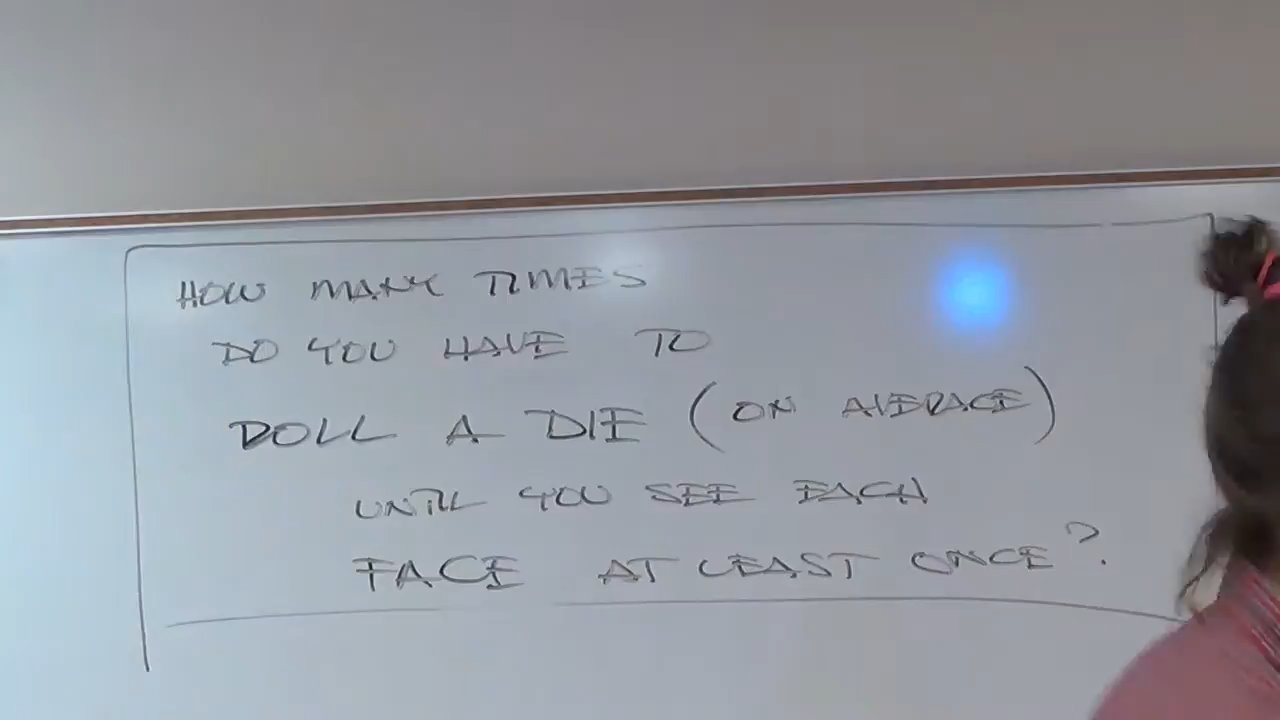 HOW MANY TIMES
DO YOU HAVE TO
ROLL A DIE (ON AVERAGE)
UNTIL YOU SEE EACH
FACE AT LEAST ONCE?